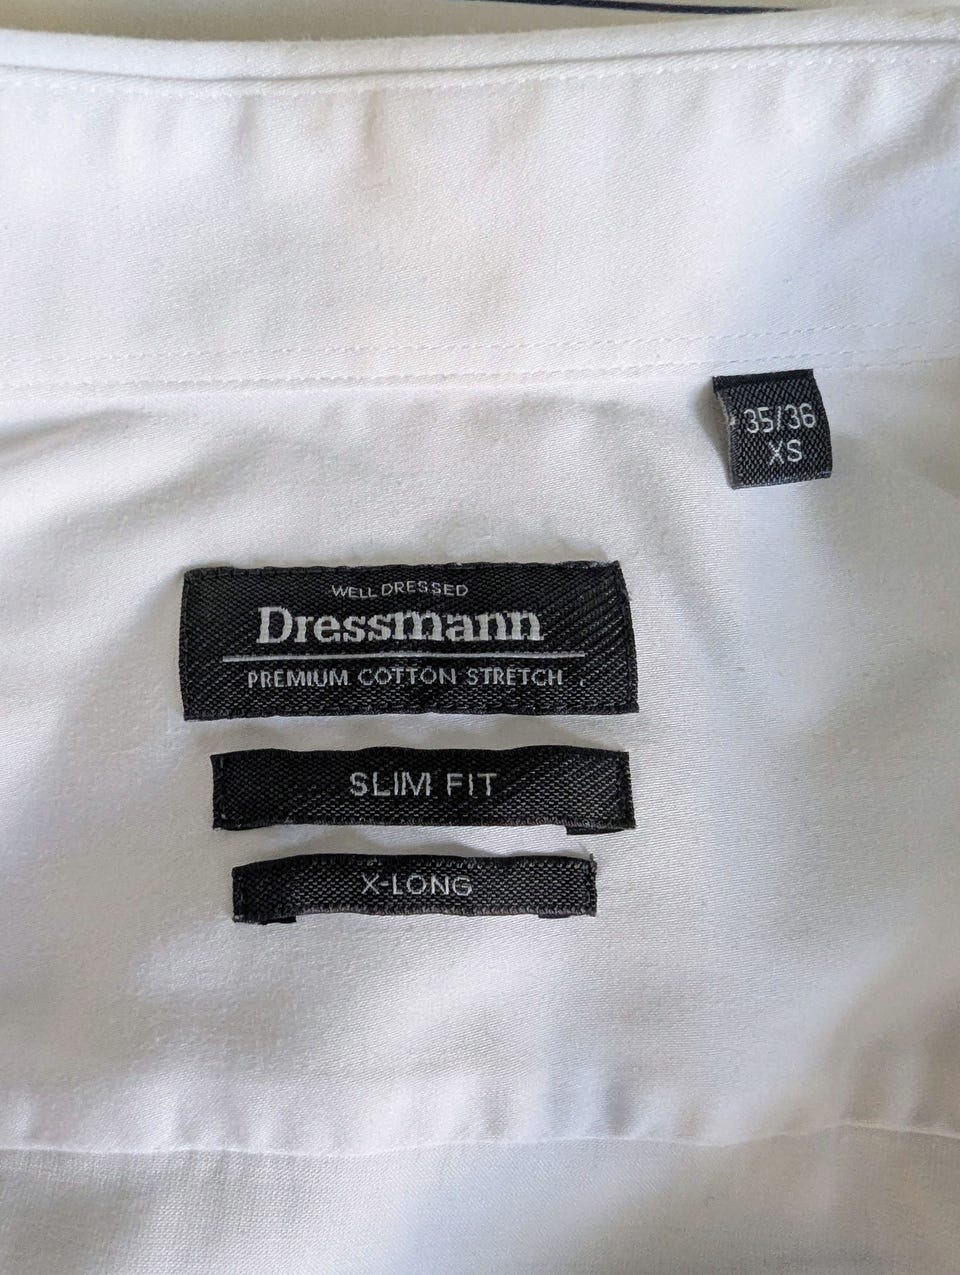 35/36
XS
WELL DRESSED
Dressmann
PREMIUM COTTON STRETCH
SLIM FIT
X-LONG